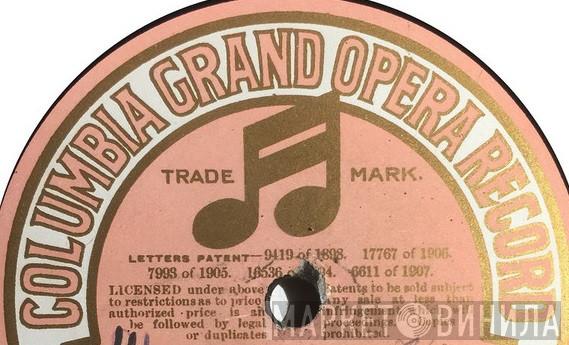 COLUMBIA GRAND OPERA RECORD
TRADE MARK.
LETTERS PATENT—9419 of 1898. 17767 of 1906.
7993 of 1905. 16536 of 6611 of 1907.
LICENSED under above Patents to be sold subject
to restrictions as to price any sale at less than
authorized price is an infringement
be followed by legal proceedings. Copies
or duplicates prohibited.
МАРКЕТ ВИНИЛА